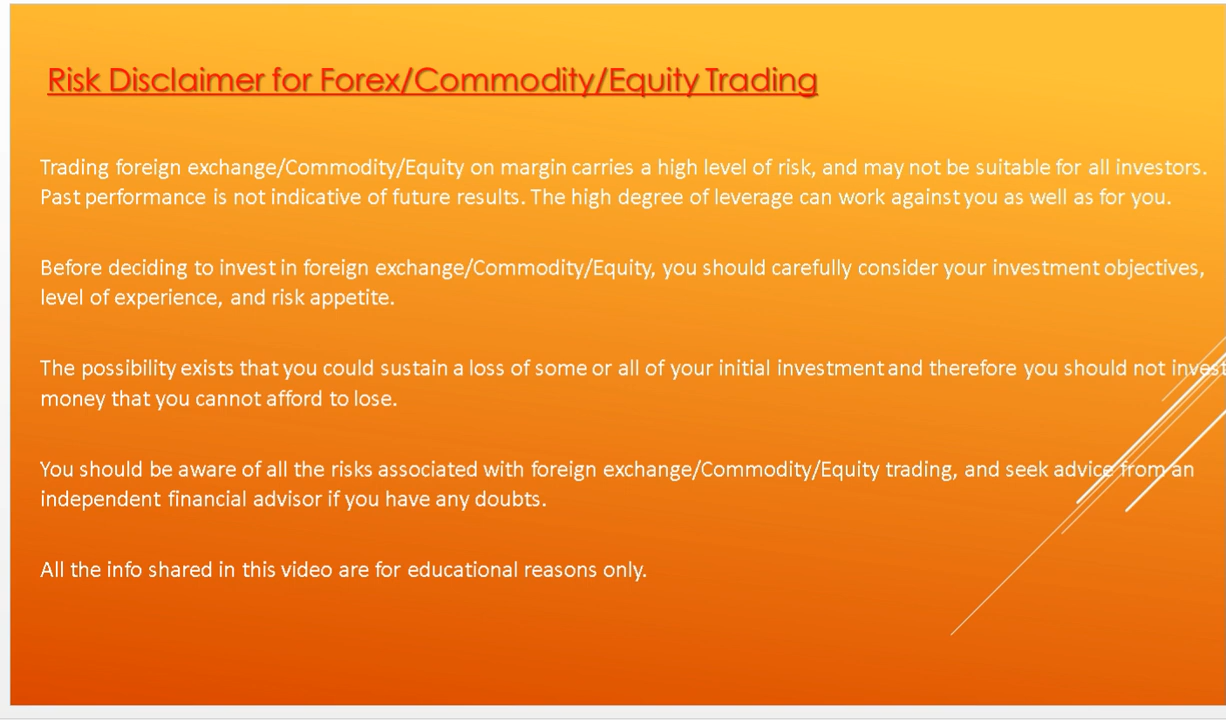 Risk Disclaimer for Forex/Commodity/Equity Trading
Trading foreign exchange/Commodity/Equity on margin carries a high level of risk, and may not be suitable for all investors.
Past performance is not indicative of future results. The high degree of leverage can work against you as well as for you.
Before deciding to invest in foreign exchange/Commodity/Equity, you should carefully consider your investment objectives,
level of experience, and risk appetite.
The possibility exists that you could sustain a loss of some or all of your initial investment and therefore you should not invest
money that you cannot afford to lose.
You should be aware of all the risks associated with foreign exchange/Commodity/Equity trading, and seek advice from an
independent financial advisor if you have any doubts.
All the info shared in this video are for educational reasons only.